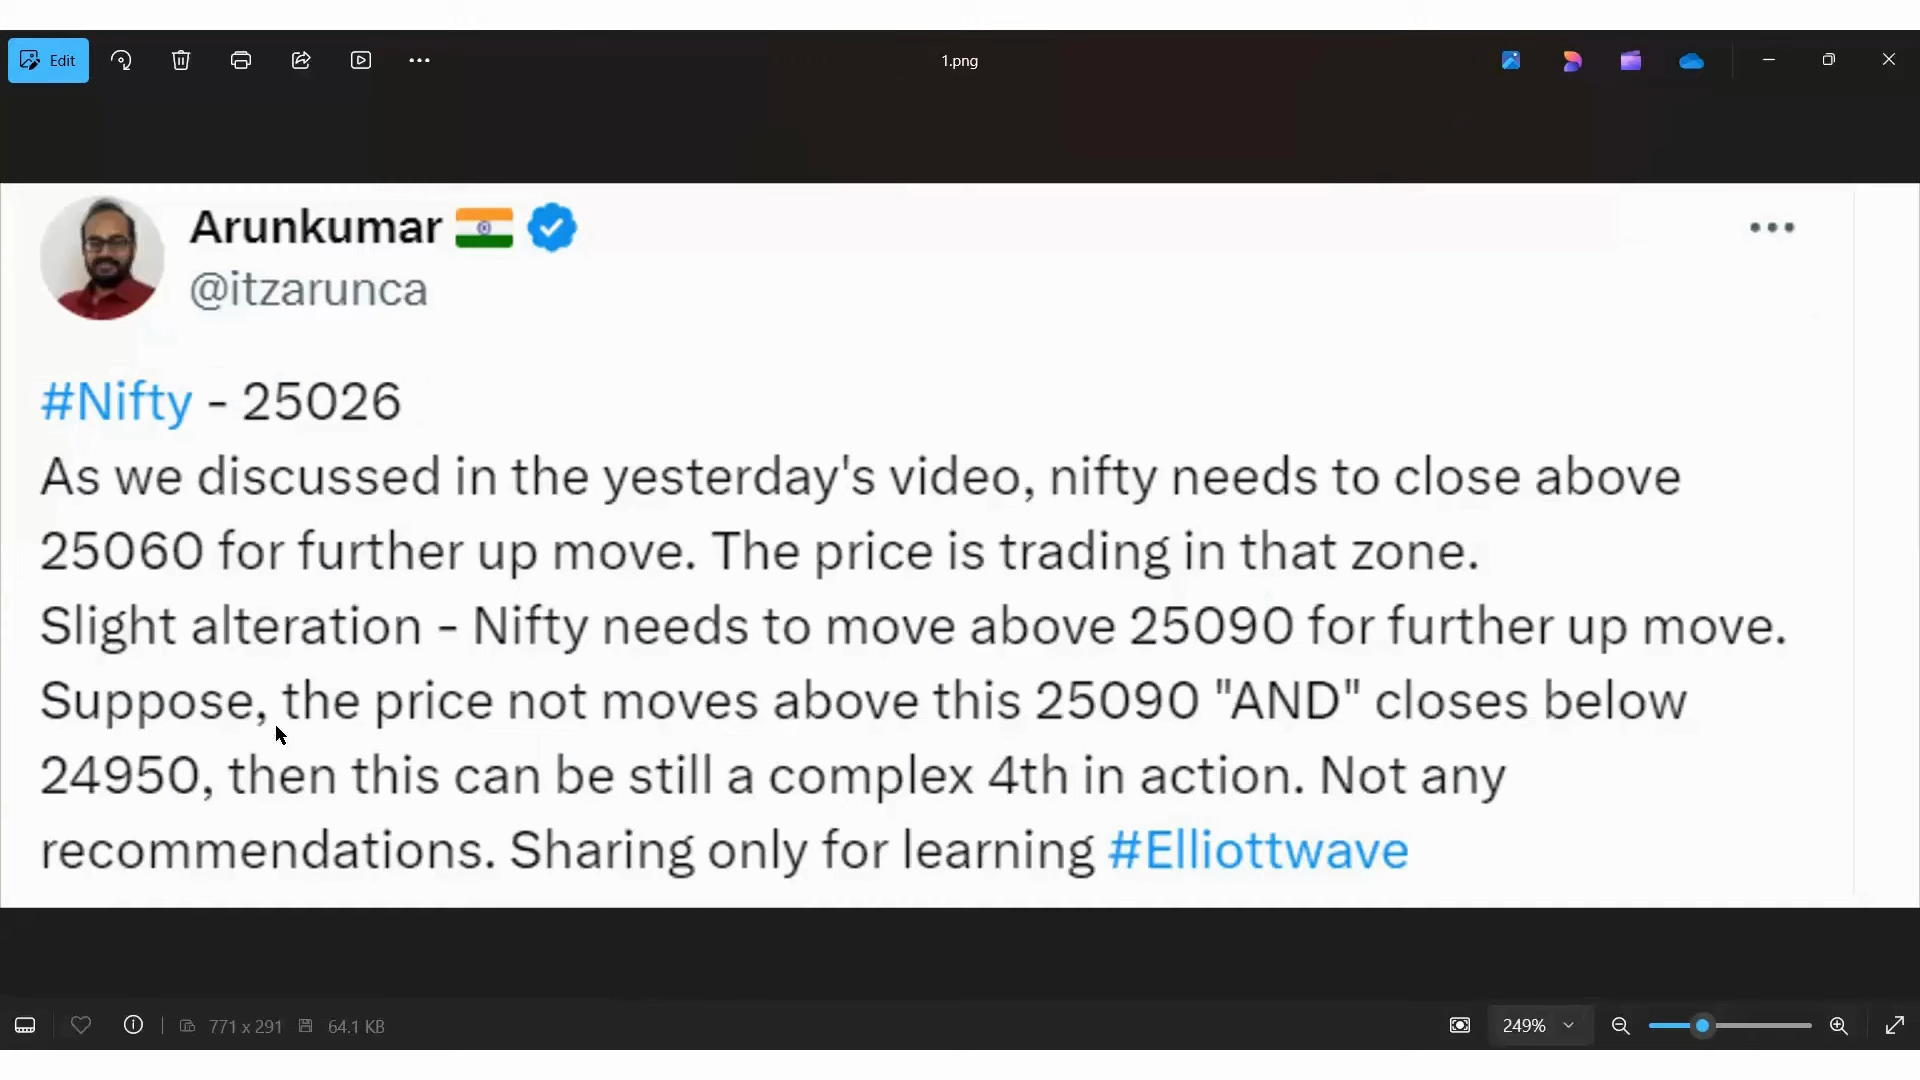 Edit
1.png
Arunkumar
@itzarunca
#Nifty - 25026
As we discussed in the yesterday's video, nifty needs to close above
25060 for further up move. The price is trading in that zone.
Slight alteration - Nifty needs to move above 25090 for further up move.
Suppose, the price not moves above this 25090 "AND" closes below
24950, then this can be still a complex 4th in action. Not any
recommendations. Sharing only for learning #Elliottwave
771 x 291 64.1 KB 249%